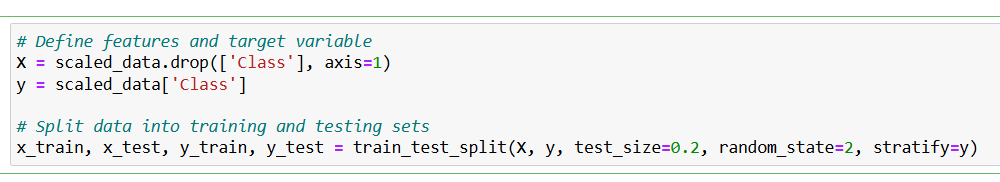 # Define features and target variable
X = scaled_data.drop(['Class'], axis=1)
y = scaled_data['Class']
# Split data into training and testing sets
x_train, x_test, y_train, y_test = train_test_split(X, y, test_size=0.2, random_state=2, stratify=y)